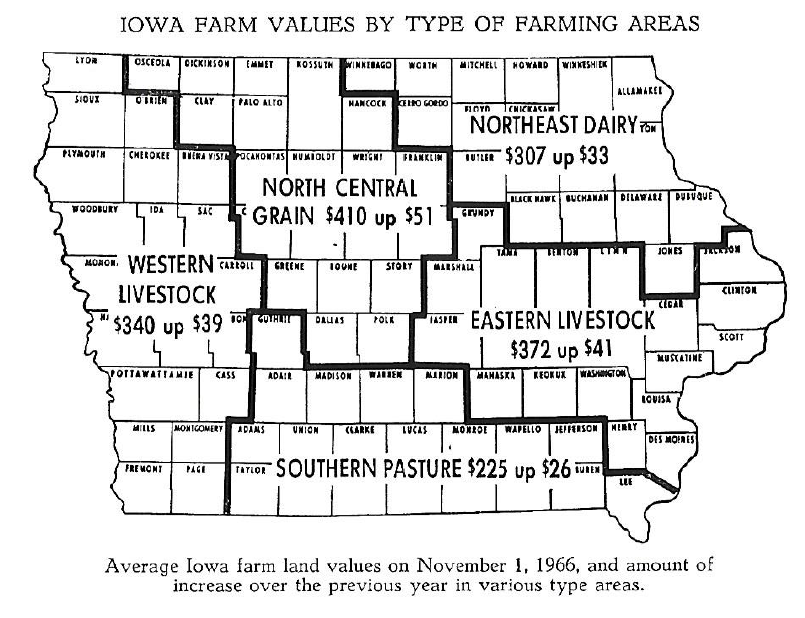 IOWA FARM VALUES BY TYPE OF FARMING AREAS
LYON OSCEOLA DICKINSON EMMET KOSSUTH WINNEBAGO WORTH MITCHELL HOWARD WINNESHIEK
ALLAMAKEE
SIOUX O'BRIEN CLAY PALO ALTO HANCOCK CERRO GORDO FLOYD CHICKASAW
NORTHEAST DAIRY TON
$307 up $33
PLYMOUTH CHEROKEE BUENA VISTA POCAHONTAS HUMBOLDT WRIGHT FRANKLIN BUTLER
NORTH CENTRAL
GRAIN $410 up $51
BLACK HAWK BUCHANAN DELAWARE DUBUQUE
WOODBURY IDA SAC C GRUNDY
TAMA BENTON LINN JONES JACKSON
MONON. WESTERN CARROLL GREENE BOONE STORY MARSHALL
LIVESTOCK
$340 up $39
CLINTON
CEDAR
GUTHRIE DALLAS POLK JASPER
EASTERN LIVESTOCK
$372 up $41
SCOTT
MUSCATINE
POTTAWATTAMIE CASS ADAIR MADISON WARREN MARION MAHASKA KEOKUK WASHINGTON
LOUISA
MILLS MONTGOMERY ADAMS UNION CLARKE LUCAS MONROE WAPELLO JEFFERSON HENRY
DES MOINES
FREMONT PAGE TAYLOR SOUTHERN PASTURE $225 up $26 BUREN
LEE
Average Iowa farm land values on November 1, 1966, and amount of
increase over the previous year in various type areas.